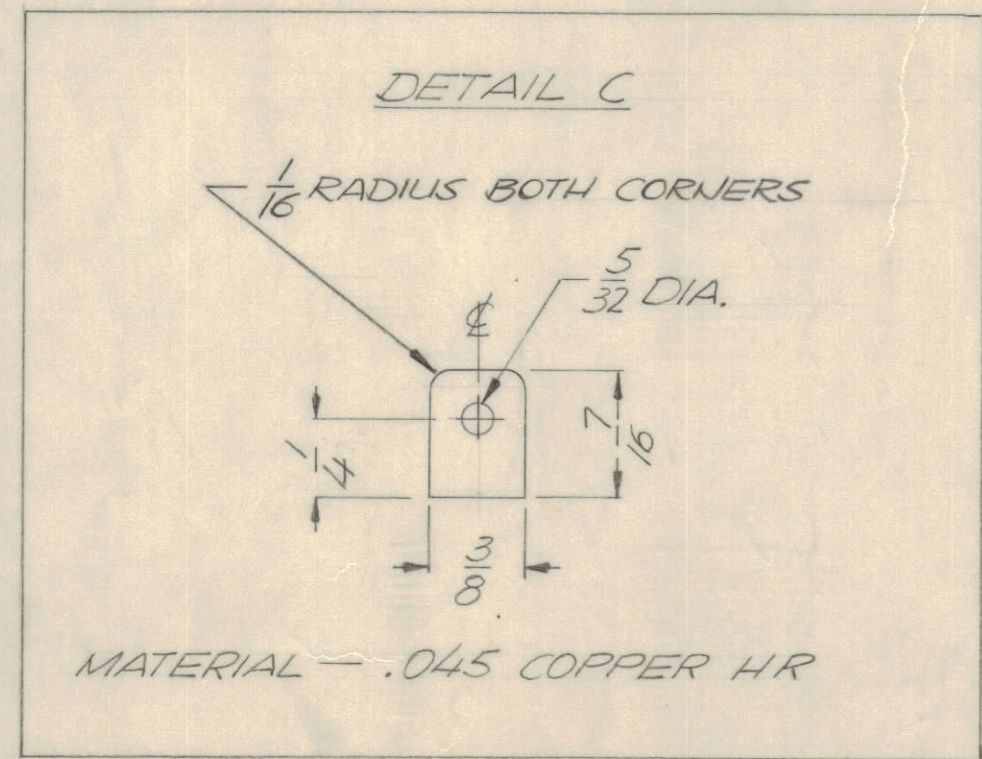 DETAIL C
1/16 RADIUS BOTH CORNERS
5/32 DIA.
℄
1/4
7/16
3/8
MATERIAL — .045 COPPER HR